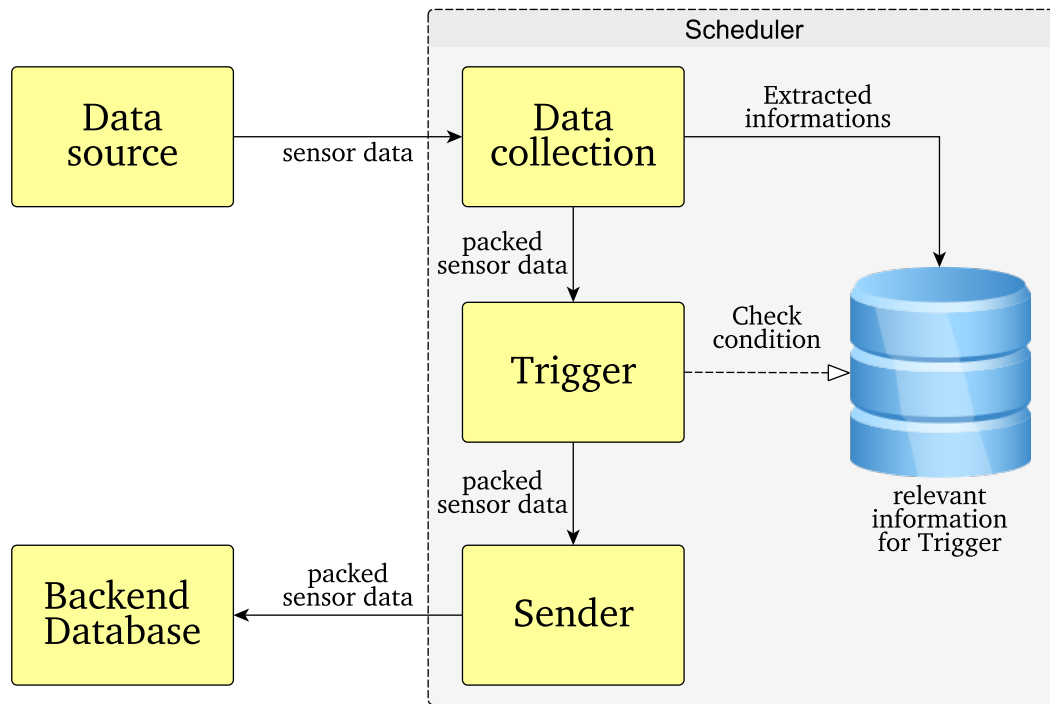 Scheduler
Data
source
sensor data
Data
collection
Extracted
informations
packed
sensor data
Trigger
Check
condition
relevant
information
for Trigger
packed
sensor data
Sender
packed
sensor data
Backend
Database